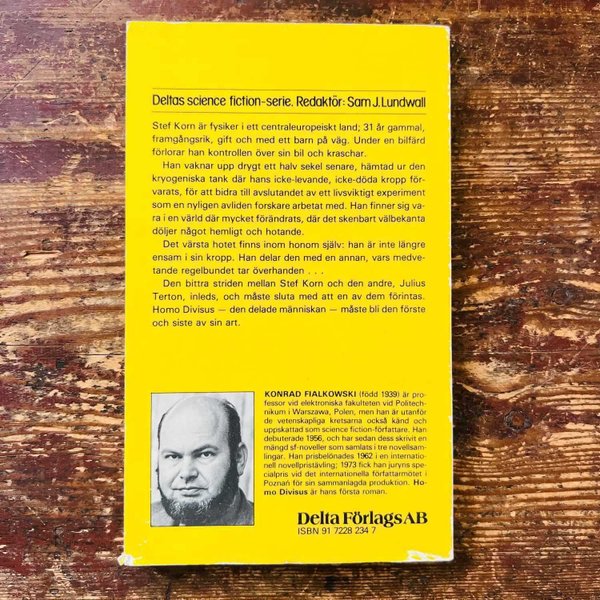 Deltas science fiction-serie. Redaktör: Sam J. Lundwall
Stef Korn är fysiker i ett centraleuropeiskt land; 31 år gammal,
framgångsrik, gift och med ett barn på väg. Under en bilfärd
förlorar han kontrollen över sin bil och kraschar.
Han vaknar upp drygt ett halv sekel senare, hämtad ur den
kryogeniska tank där hans icke-levande, icke-döda kropp för-
varats, för att bidra till avslutandet av ett livsviktigt experiment
som en nyligen avliden forskare arbetat med. Han finner sig va-
ra i en värld där mycket förändrats, där det skenbart välbekanta
döljer något hemligt och hotande.
Det värsta hotet finns inom honom själv: han är inte längre
ensam i sin kropp. Han delar den med en annan, vars medve-
tande regelbundet tar överhanden . . .
Den bittra striden mellan Stef Korn och den andre, Julius
Terton, inleds, och måste sluta med att en av dem förintas.
Homo Divisus — den delade människan — måste bli den förste
och siste av sin art.
KONRAD FIALKOWSKI (född 1939) är pro-
fessor vid elektroniska fakulteten vid Politech-
nikum i Warszawa, Polen, men han är utanför
de vetenskapliga kretsarna också känd och
uppskattad som science fiction-författare. Han
debuterade 1956, och har sedan dess skrivit en
mängd sf-noveller som samlats i tre novellsam-
lingar. Han prisbelönades 1962 i en internatio-
nell novellpristävling; 1973 fick han juryns spe-
cialpris vid det internationella författarmötet i
Poznań för sin sammanlagda produktion. Ho-
mo Divisus är hans första roman.
Delta Förlags AB
ISBN 91 7228 234 7